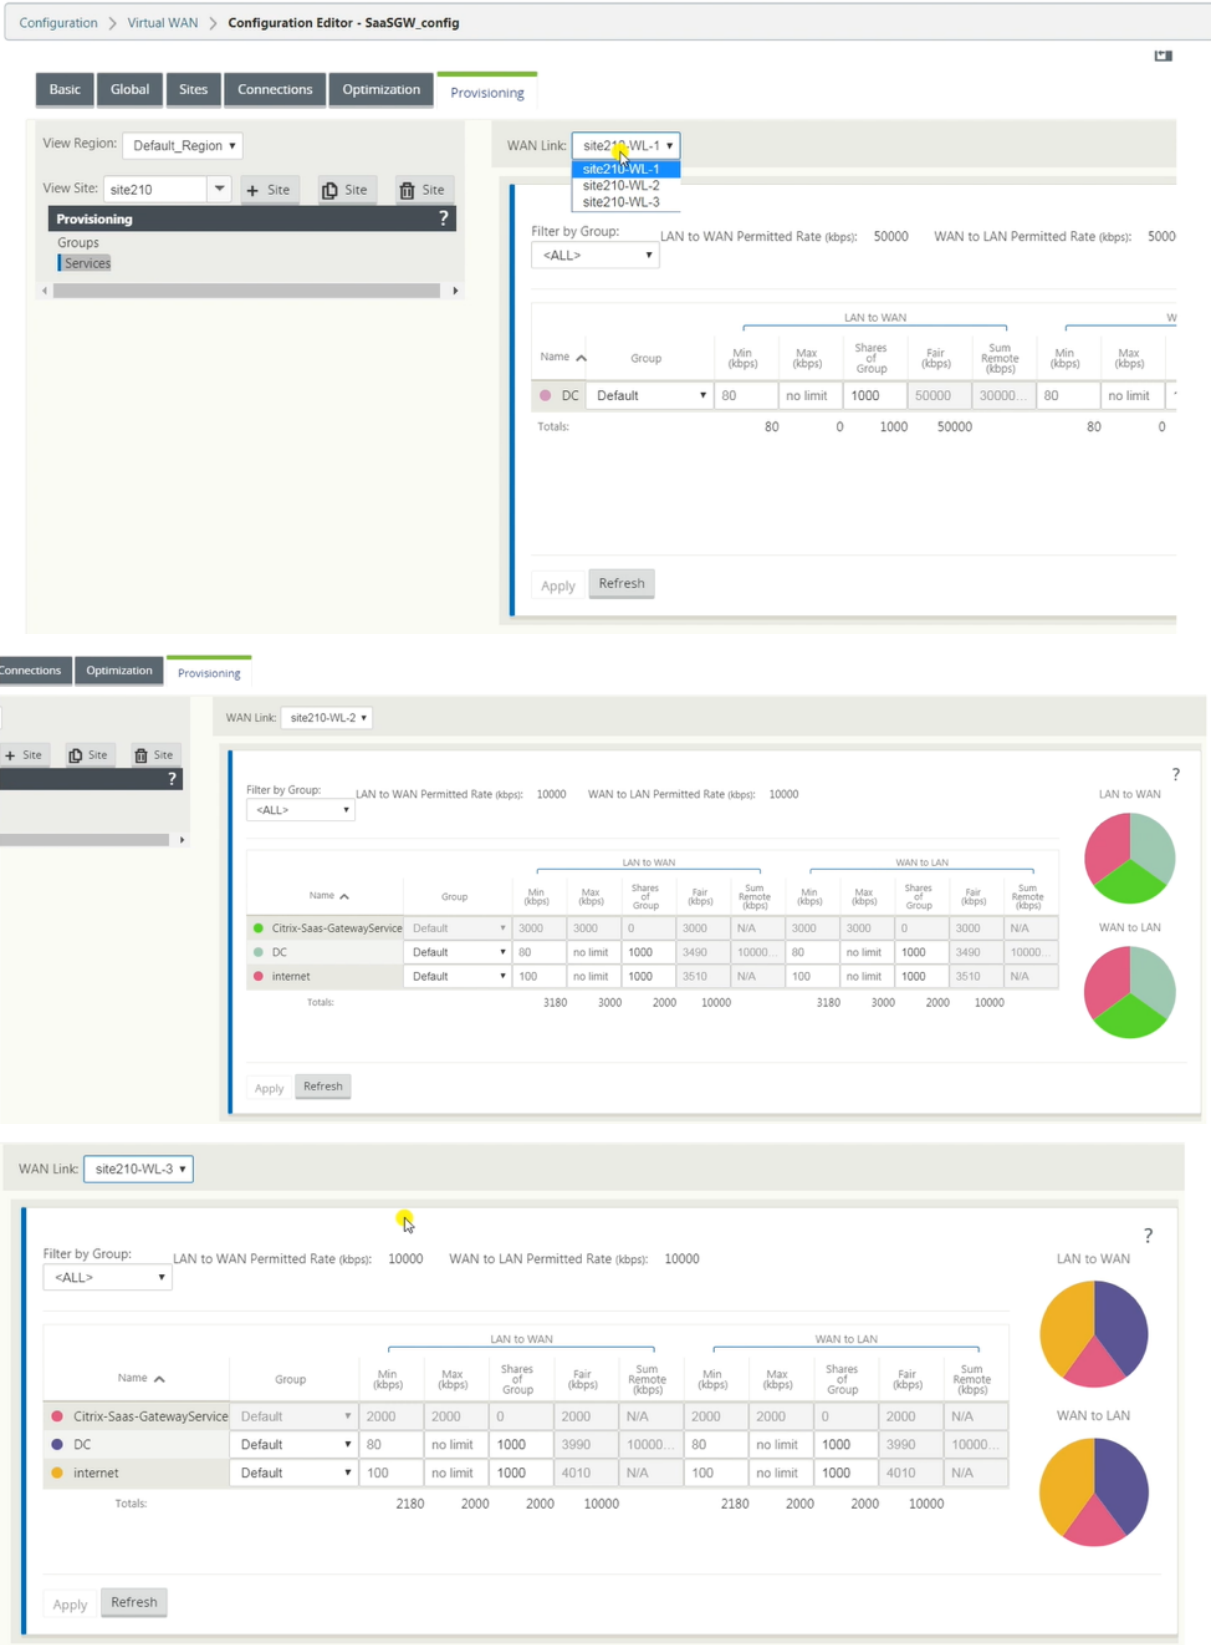 Configuration > Virtual WAN > Configuration Editor - SaaSGW_config
Basic Global Sites Connections Optimization Provisioning
View Region: Default_Region
WAN Link: site210-WL-1
site210-WL-1
View Site: site210 + Site Site Site
site210-WL-2
site210-WL-3
Provisioning ?
Groups
Services
Filter by Group: LAN to WAN Permitted Rate (kbps): 50000 WAN to LAN Permitted Rate (kbps): 5000
<ALL>
LAN to WAN W
Name Group Min (kbps) Max (kbps) Shares of Group Fair (kbps) Sum Remote (kbps) Min (kbps) Max (kbps)
DC Default 80 no limit 1000 50000 30000... 80 no limit
Totals: 80 0 1000 50000 80 0
Apply Refresh
Connections Optimization Provisioning
WAN Link: site210-WL-2
+ Site Site Site
?
?
Filter by Group: LAN to WAN Permitted Rate (kbps): 10000 WAN to LAN Permitted Rate (kbps): 10000 LAN to WAN
<ALL>
LAN to WAN WAN to LAN
Name Group Min (kbps) Max (kbps) Shares of Group Fair (kbps) Sum Remote (kbps) Min (kbps) Max (kbps) Shares of Group Fair (kbps) Sum Remote (kbps)
Citrix-Saas-GatewayService Default 3000 3000 0 3000 N/A 3000 3000 0 3000 N/A WAN to LAN
DC Default 80 no limit 1000 3490 10000... 80 no limit 1000 3490 10000...
internet Default 100 no limit 1000 3510 N/A 100 no limit 1000 3510 N/A
Totals: 3180 3000 2000 10000 3180 3000 2000 10000
Apply Refresh
WAN Link: site210-WL-3
?
Filter by Group: LAN to WAN Permitted Rate (kbps): 10000 WAN to LAN Permitted Rate (kbps): 10000 LAN to WAN
<ALL>
LAN to WAN WAN to LAN
Name Group Min (kbps) Max (kbps) Shares of Group Fair (kbps) Sum Remote (kbps) Min (kbps) Max (kbps) Shares of Group Fair (kbps) Sum Remote (kbps)
Citrix-Saas-GatewayService Default 2000 2000 0 2000 N/A 2000 2000 0 2000 N/A WAN to LAN
DC Default 80 no limit 1000 3990 10000... 80 no limit 1000 3990 10000...
internet Default 100 no limit 1000 4010 N/A 100 no limit 1000 4010 N/A
Totals: 2180 2000 2000 10000 2180 2000 2000 10000
Apply Refresh